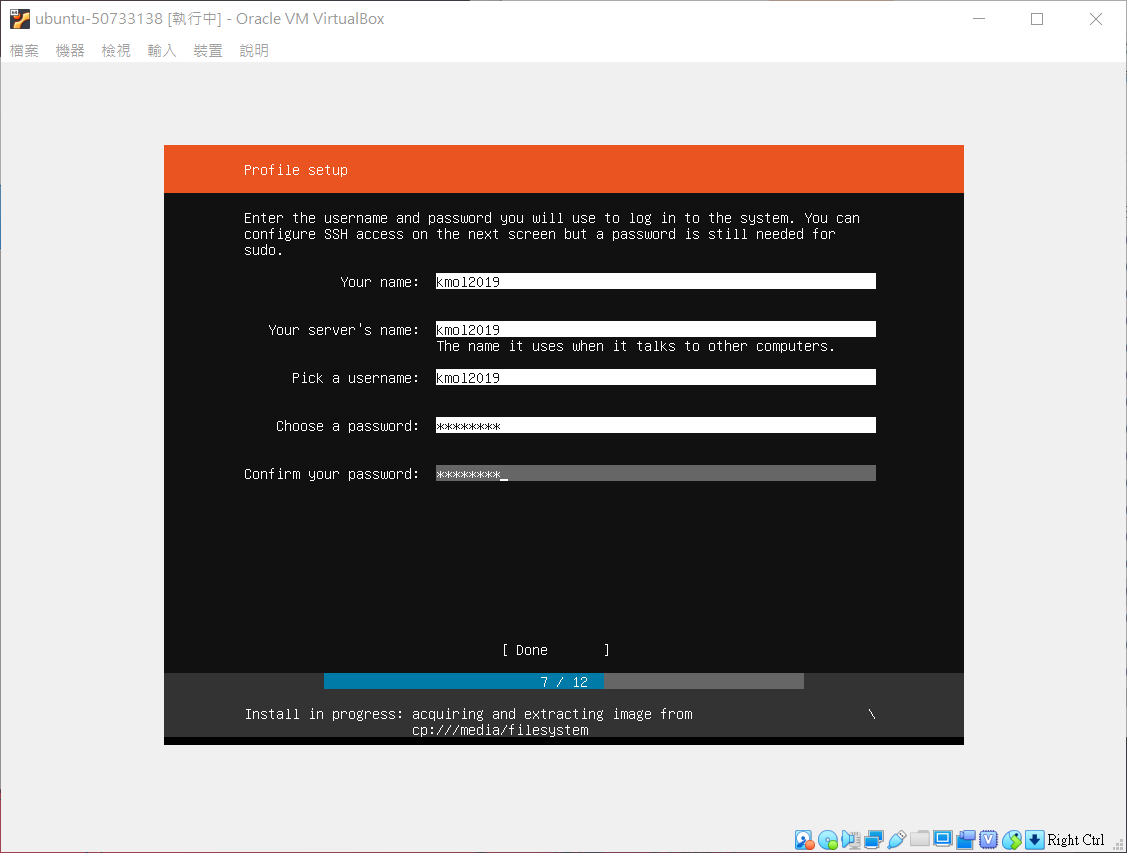 ubuntu-50733138 [執行中] - Oracle VM VirtualBox
檔案 機器 檢視 輸入 裝置 說明
Profile setup
Enter the username and password you will use to log in to the system. You can
configure SSH access on the next screen but a password is still needed for
sudo.
Your name: kmol2019
Your server's name: kmol2019
The name it uses when it talks to other computers.
Pick a username: kmol2019
Choose a password: ********
Confirm your password: ********_
[ Done ]
7 / 12
Install in progress: acquiring and extracting image from \
cp:///media/filesystem
Right Ctrl